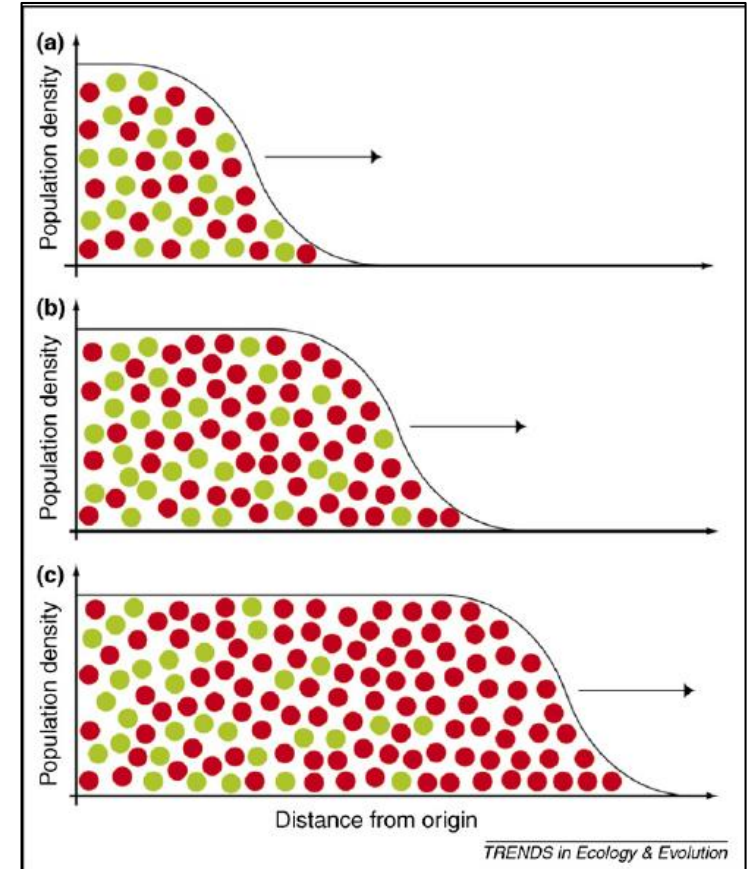 (a)
Population density
(b)
Population density
(c)
Population density
Distance from origin
TRENDS in Ecology & Evolution